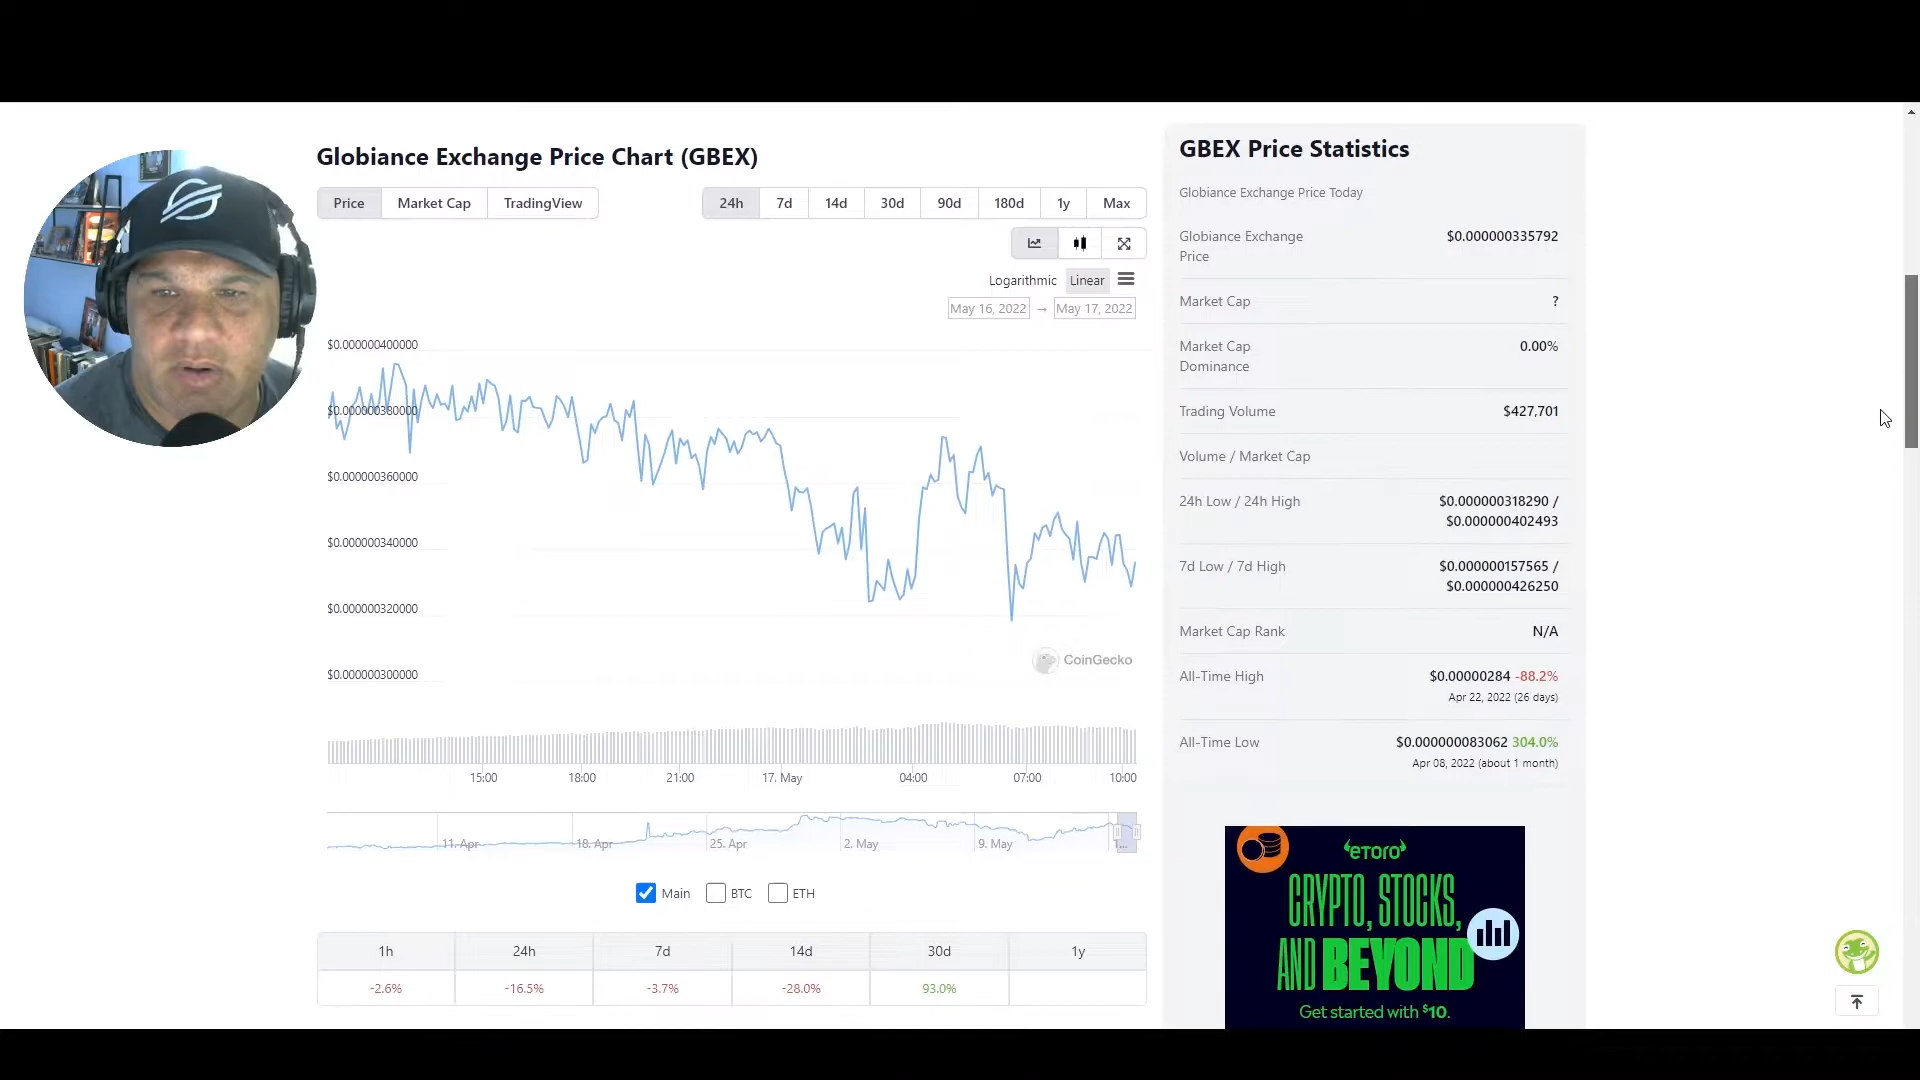 Globiance Exchange Price Chart (GBEX)
Price Market Cap TradingView
24h 7d 14d 30d 90d 180d 1y Max
Logarithmic Linear
May 16, 2022 → May 17, 2022
$0.000000400000
$0.000000380000
$0.000000360000
$0.000000340000
$0.000000320000
$0.000000300000
CoinGecko
15:00 18:00 21:00 17. May 04:00 07:00 10:00
11. Apr 18. Apr 25. Apr 2. May 9. May 1…
Main BTC ETH
1h 24h 7d 14d 30d 1y
-2.6% -16.5% -3.7% -28.0% 93.0%
GBEX Price Statistics
Globiance Exchange Price Today
Globiance Exchange $0.000000335792
Price
Market Cap ?
Market Cap 0.00%
Dominance
Trading Volume $427,701
Volume / Market Cap
24h Low / 24h High $0.000000318290 /
$0.000000402493
7d Low / 7d High $0.000000157565 /
$0.000000426250
Market Cap Rank N/A
All-Time High $0.00000284 -88.2%
Apr 22, 2022 (26 days)
All-Time Low $0.000000083062 304.0%
Apr 08, 2022 (about 1 month)
eToro
CRYPTO, STOCKS,
AND BEYOND
Get started with $10.